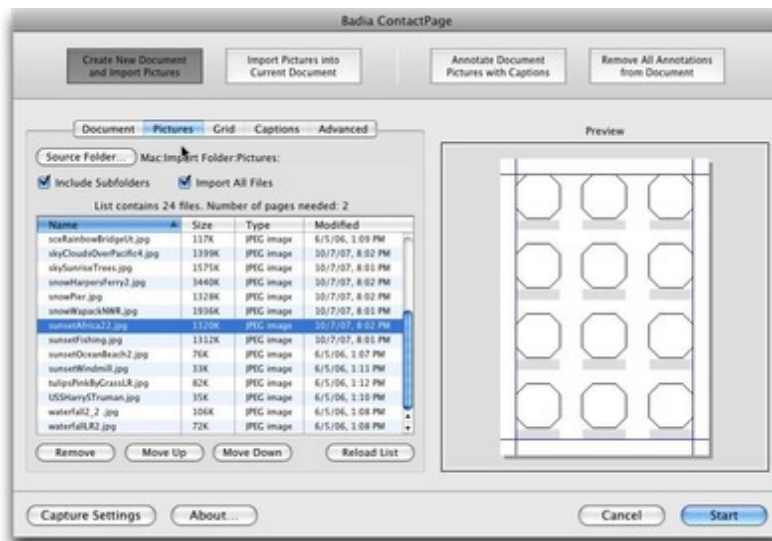 Badia ContactPage
Create New Document
and Import Pictures
Import Pictures into
Current Document
Annotate Document
Pictures with Captions
Remove All Annotations
from Document
Document Pictures Grid Captions Advanced
Preview
Source Folder... Mac:Import Folder:Pictures:
Include Subfolders Import All Files
List contains 24 files. Number of pages needed: 2
Name Size Type Modified
sceRainbowBridgeUt.jpg 117K JPEG image 6/5/06, 1:09 PM
skyCloudsOverPacific4.jpg 1399K JPEG image 10/7/07, 8:02 PM
skySunriseTrees.jpg 1575K JPEG image 10/7/07, 8:01 PM
snowHarpersFerry2.jpg 3440K JPEG image 10/7/07, 8:02 PM
snowPier.jpg 1328K JPEG image 10/7/07, 8:02 PM
snowWapackNWR.jpg 1936K JPEG image 10/7/07, 8:01 PM
sunsetAfrica22.jpg 1320K JPEG image 10/7/07, 8:02 PM
sunsetFishing.jpg 1312K JPEG image 10/7/07, 8:01 PM
sunsetOceanBeach2.jpg 76K JPEG image 6/5/06, 1:07 PM
sunsetWindmill.jpg 33K JPEG image 6/5/06, 1:11 PM
tulipsPinkByGrassLR.jpg 82K JPEG image 6/5/06, 1:12 PM
USSHarrySTruman.jpg 35K JPEG image 6/5/06, 1:10 PM
waterfall2_2 .jpg 106K JPEG image 6/5/06, 1:08 PM
waterfallLR2.jpg 72K JPEG image 6/5/06, 1:08 PM
Remove Move Up Move Down Reload List
Capture Settings About... Cancel Start